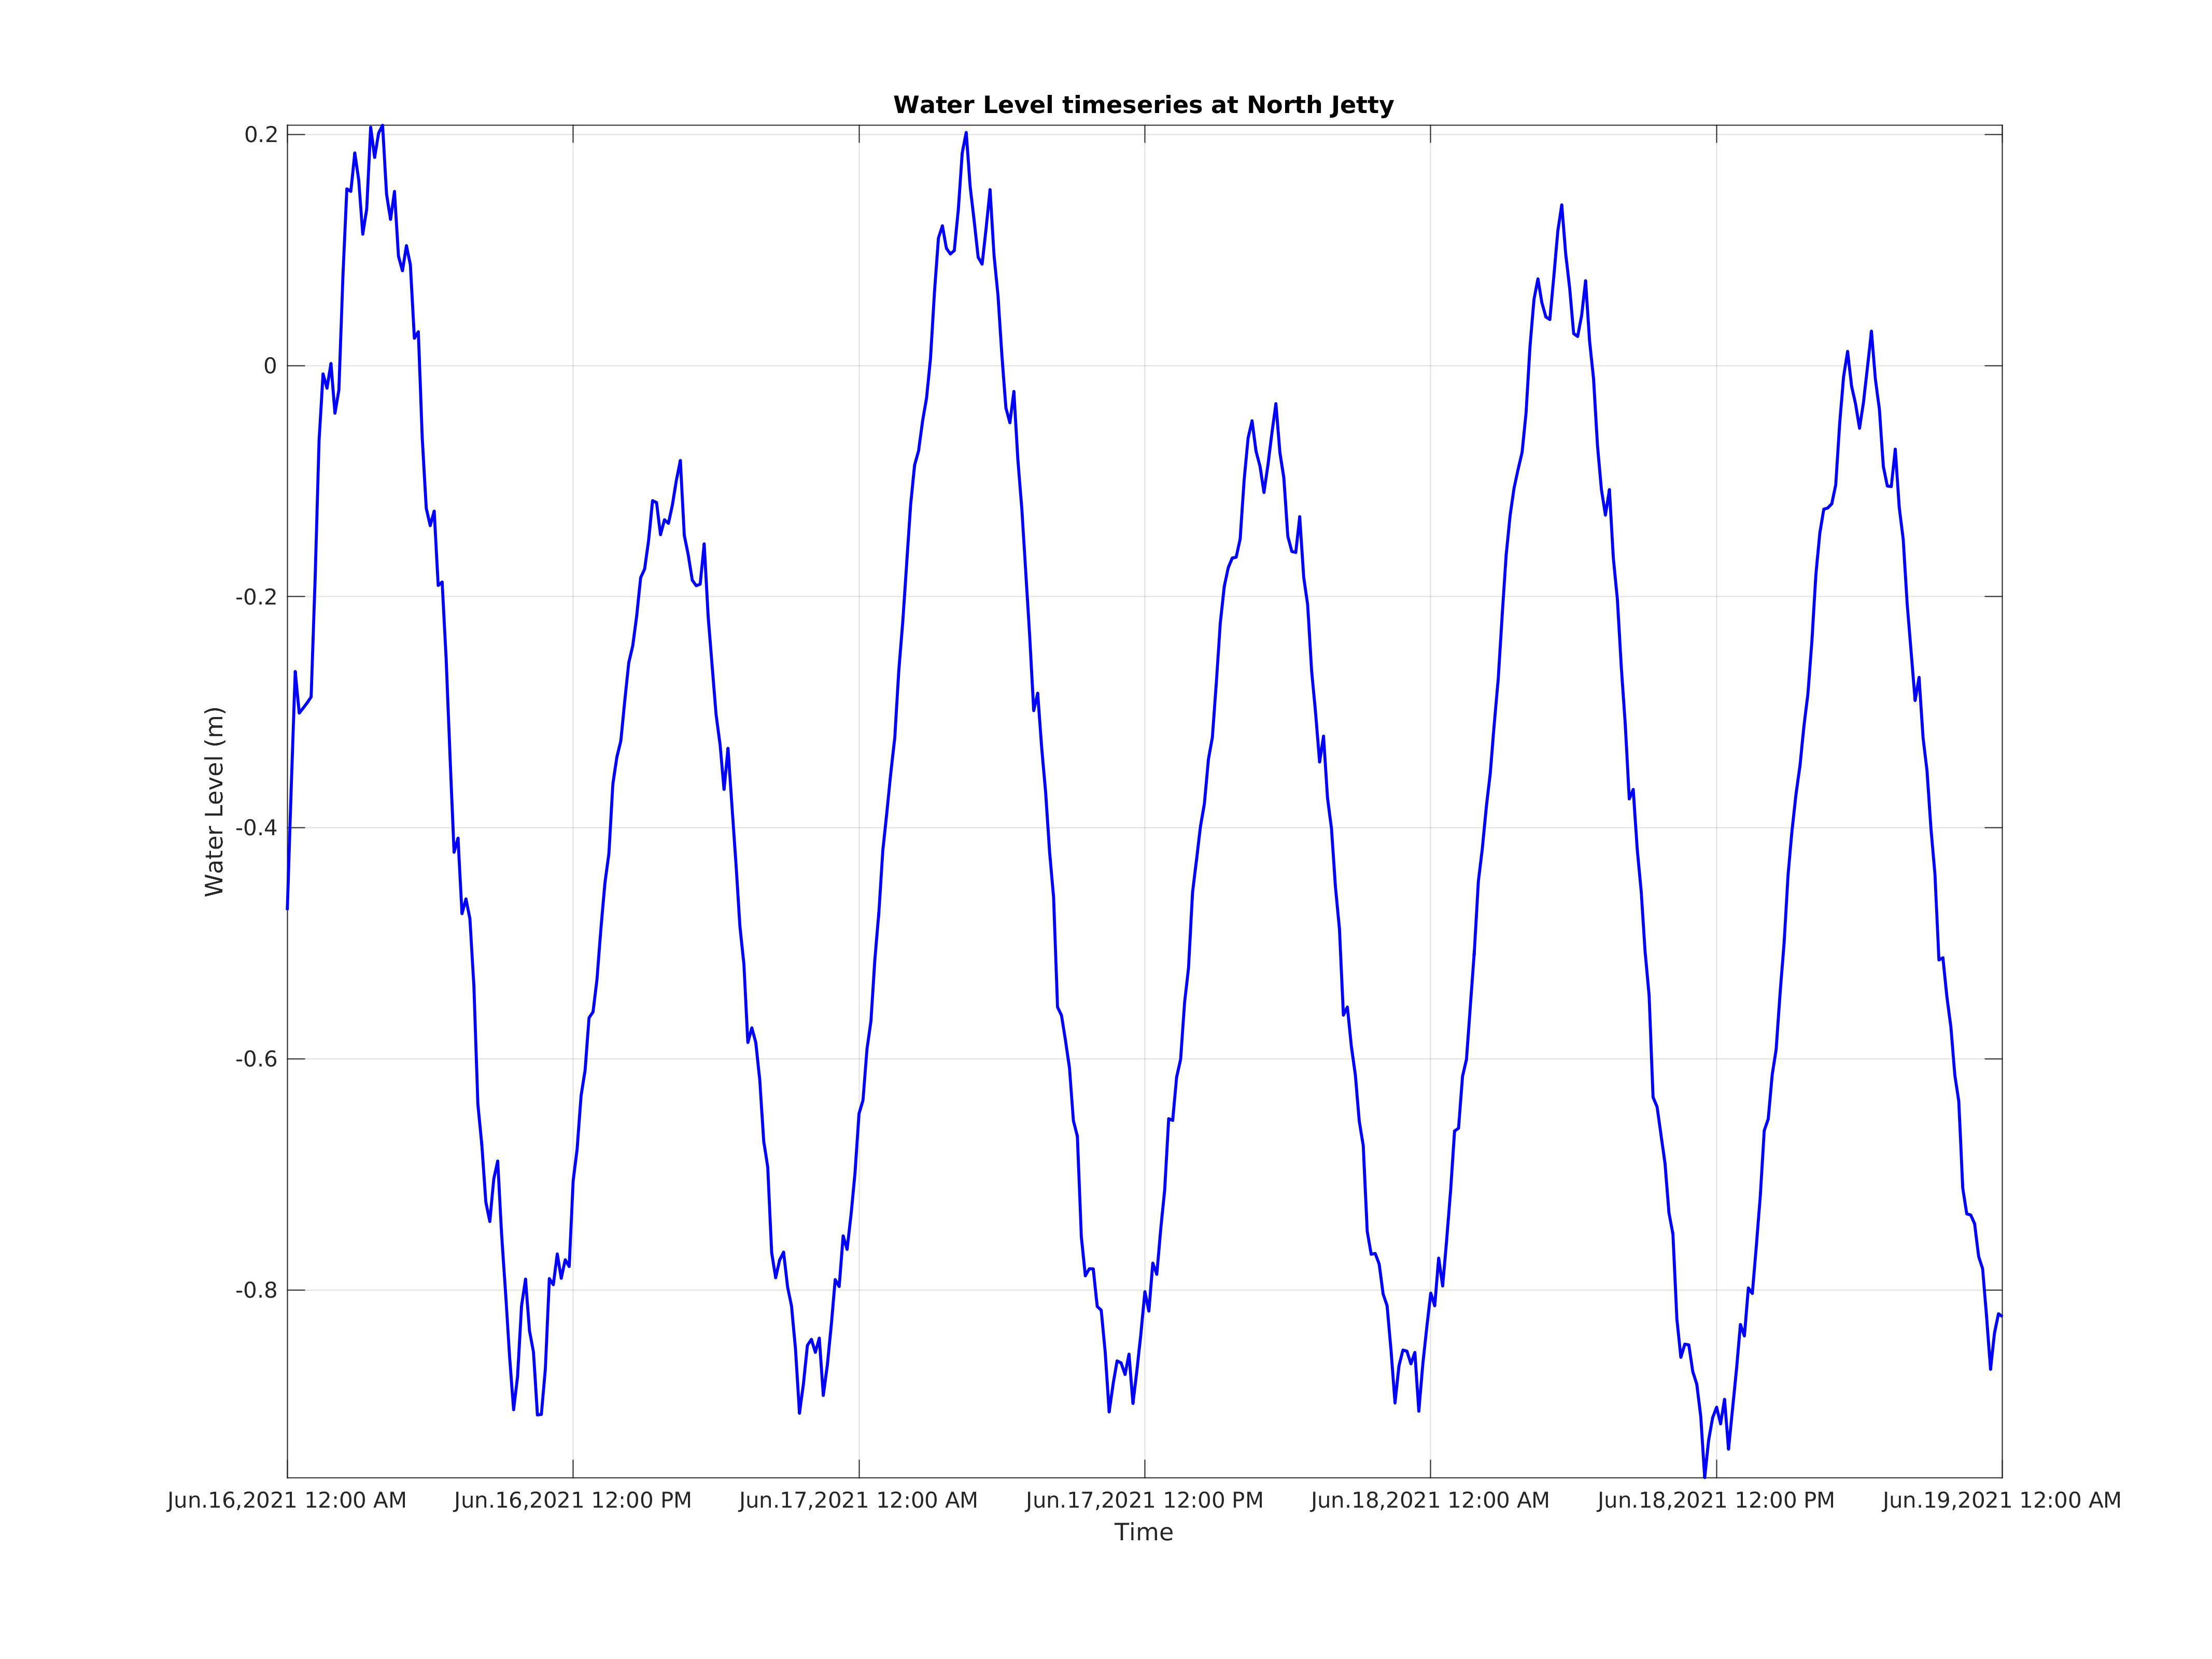 Water Level timeseries at North Jetty
0.2
0
-0.2
-0.4
-0.6
-0.8
Water Level (m)
Jun.16,2021 12:00 AM Jun.16,2021 12:00 PM Jun.17,2021 12:00 AM Jun.17,2021 12:00 PM Jun.18,2021 12:00 AM Jun.18,2021 12:00 PM Jun.19,2021 12:00 AM
Time